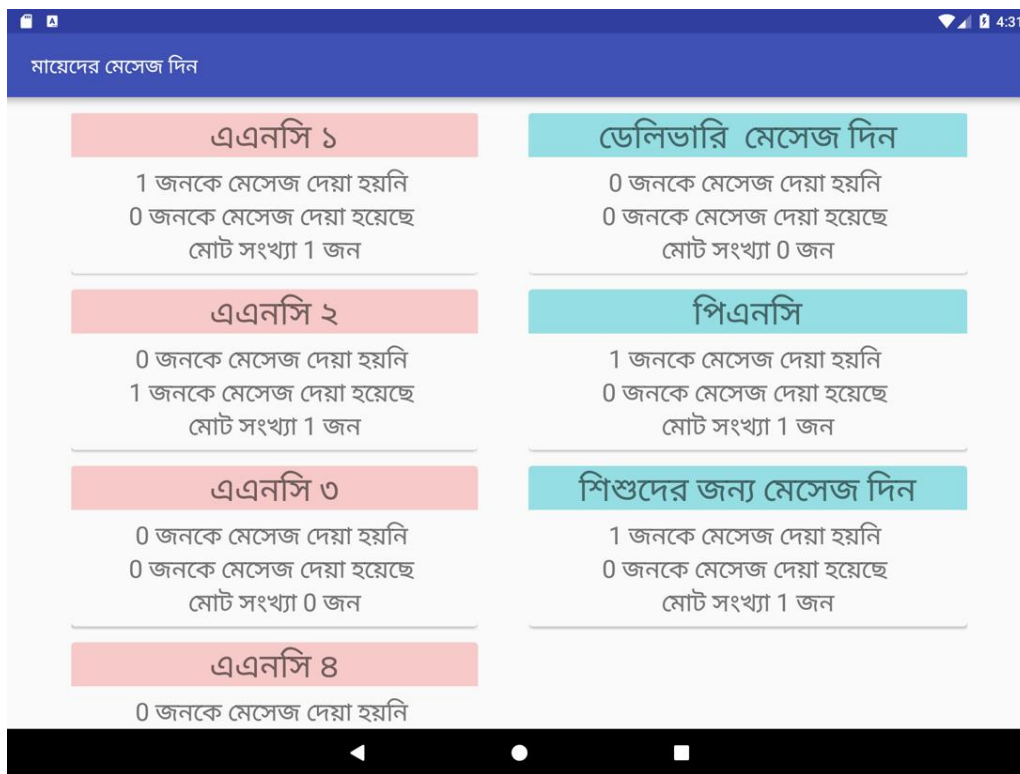 4:31
মায়েদের মেসেজ দিন
এএনসি ১
1 জনকে মেসেজ দেয়া হয়নি
0 জনকে মেসেজ দেয়া হয়েছে
মোট সংখ্যা 1 জন
এএনসি ২
0 জনকে মেসেজ দেয়া হয়নি
1 জনকে মেসেজ দেয়া হয়েছে
মোট সংখ্যা 1 জন
এএনসি ৩
0 জনকে মেসেজ দেয়া হয়নি
0 জনকে মেসেজ দেয়া হয়েছে
মোট সংখ্যা 0 জন
এএনসি ৪
0 জনকে মেসেজ দেয়া হয়নি
ডেলিভারি মেসেজ দিন
0 জনকে মেসেজ দেয়া হয়নি
0 জনকে মেসেজ দেয়া হয়েছে
মোট সংখ্যা 0 জন
পিএনসি
1 জনকে মেসেজ দেয়া হয়নি
0 জনকে মেসেজ দেয়া হয়েছে
মোট সংখ্যা 1 জন
শিশুদের জন্য মেসেজ দিন
1 জনকে মেসেজ দেয়া হয়নি
0 জনকে মেসেজ দেয়া হয়েছে
মোট সংখ্যা 1 জন